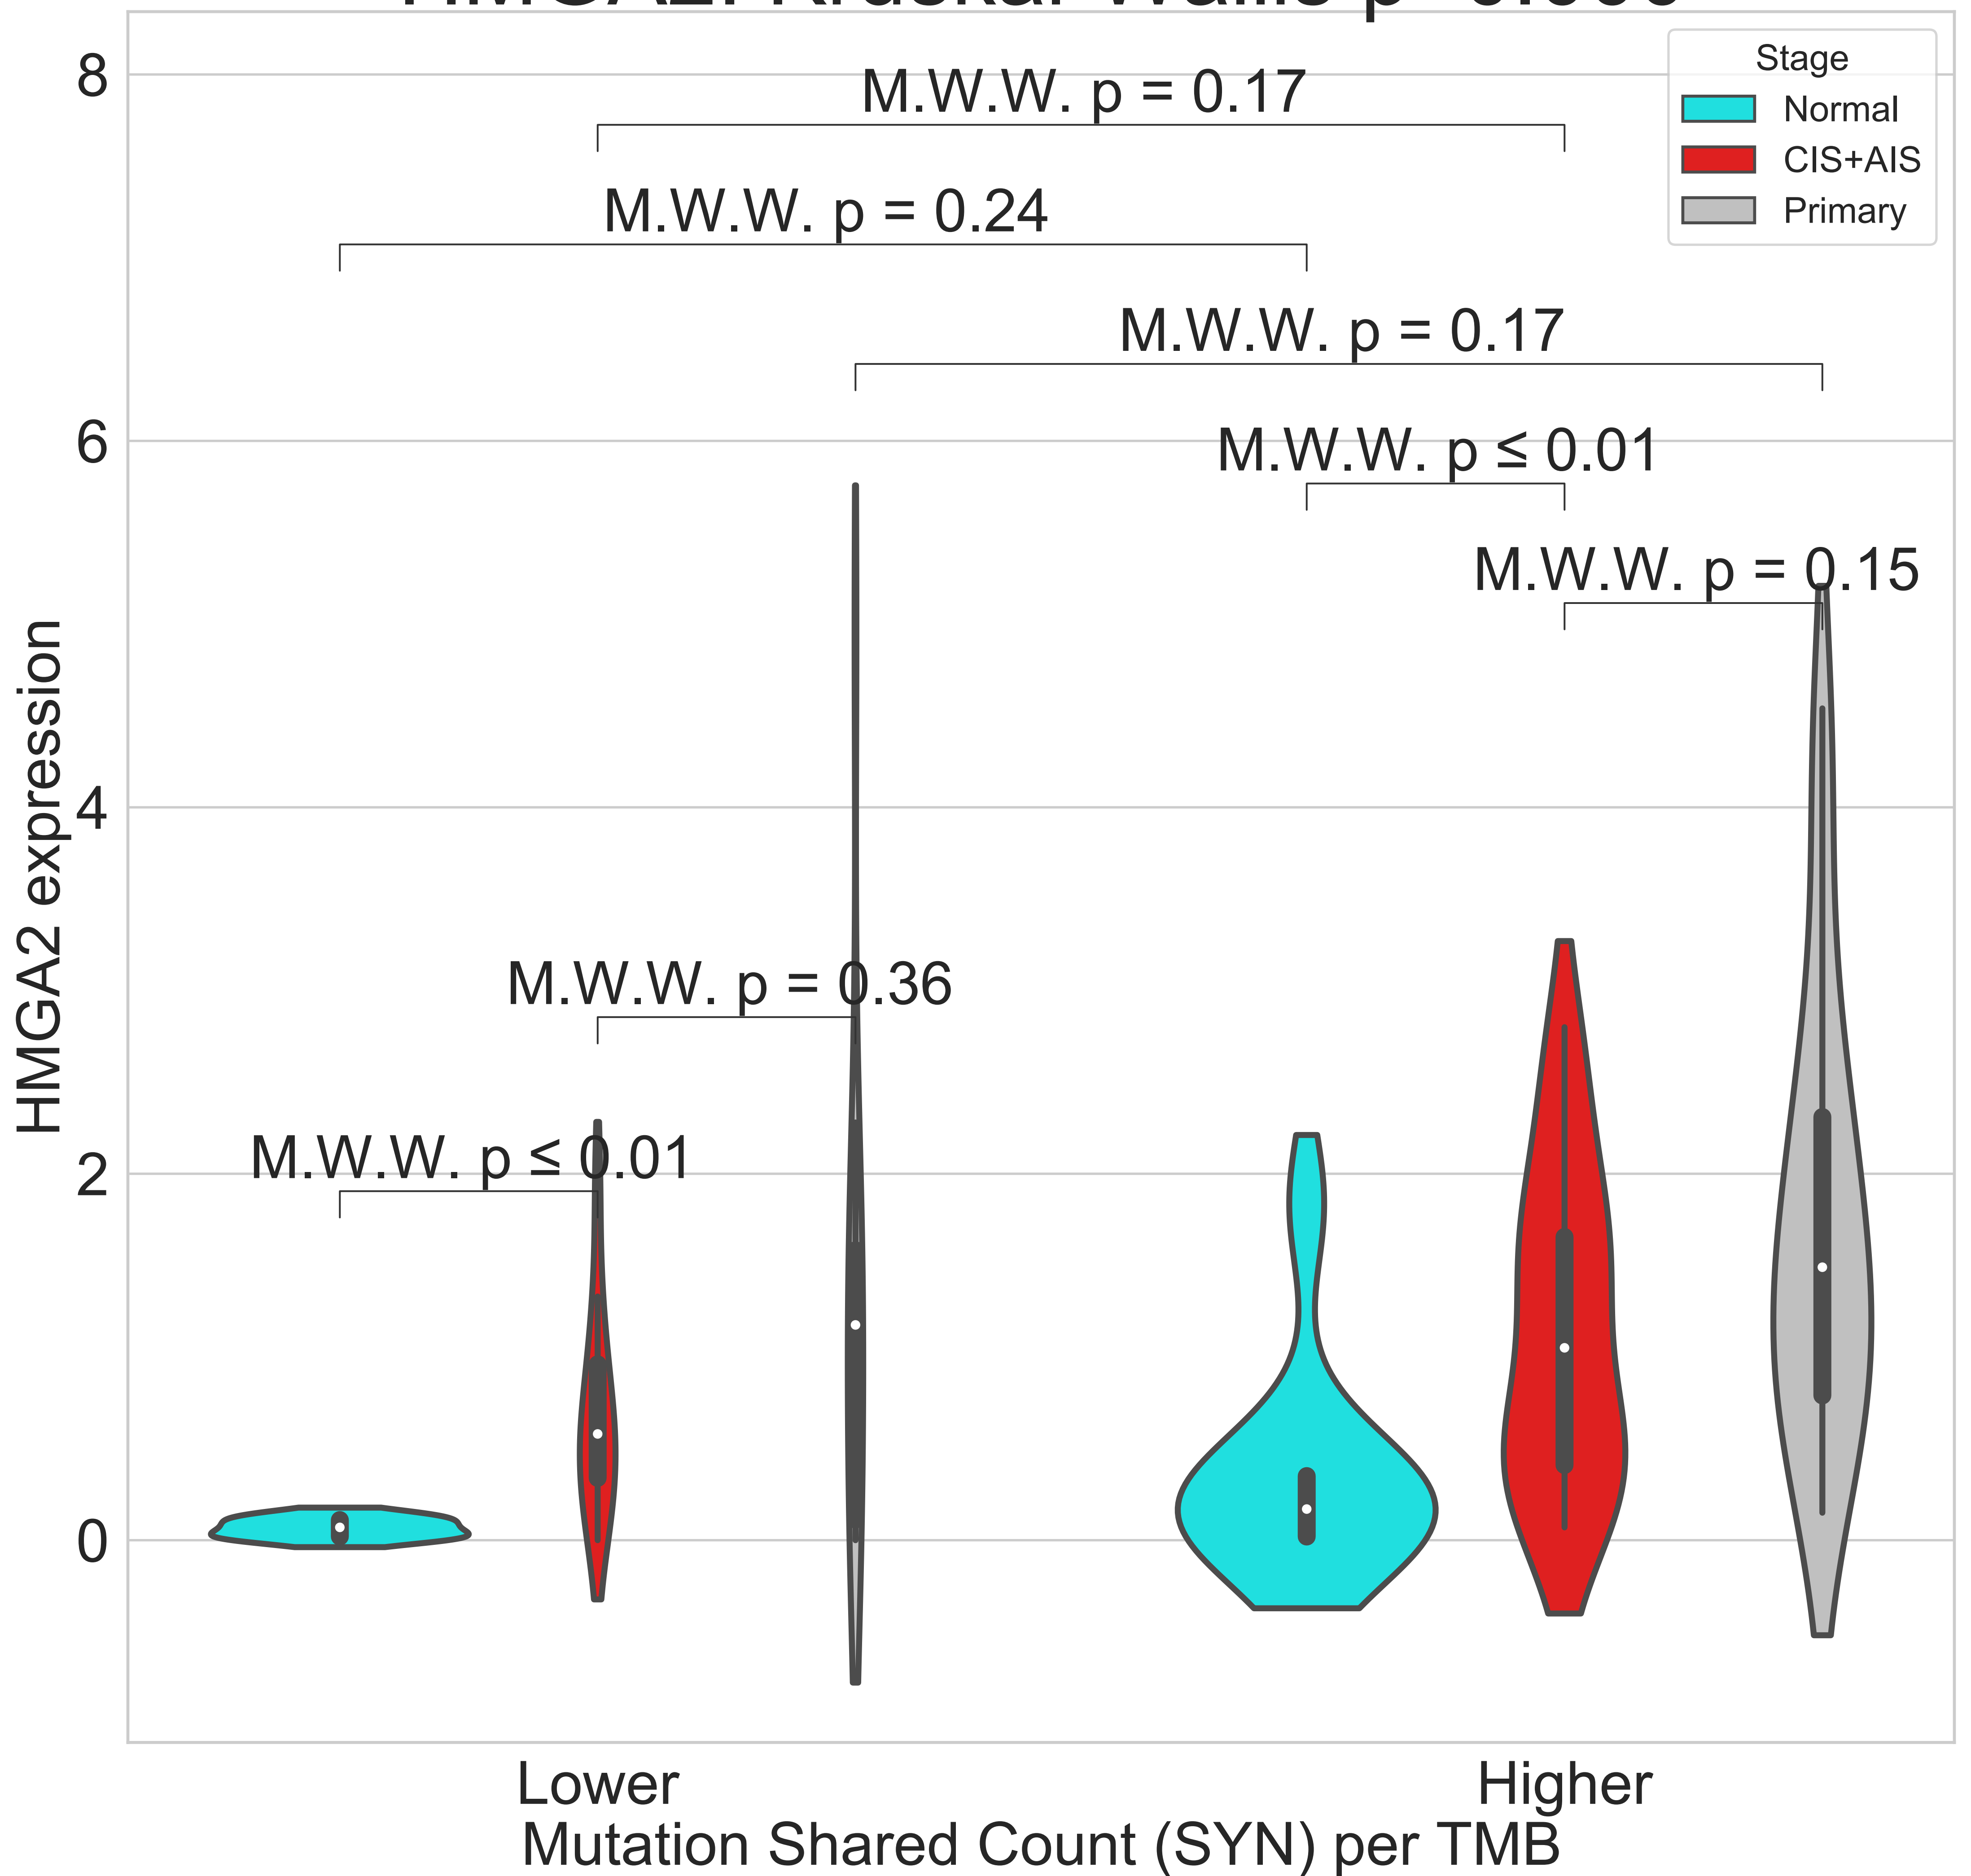 Stage
Normal
CIS+AIS
Primary
M.W.W. p = 0.17
M.W.W. p = 0.24
M.W.W. p = 0.17
M.W.W. p ≤ 0.01
M.W.W. p = 0.15
M.W.W. p = 0.36
M.W.W. p ≤ 0.01
8
6
4
2
0
HMGA2 expression
Lower
Higher
Mutation Shared Count (SYN) per TMB